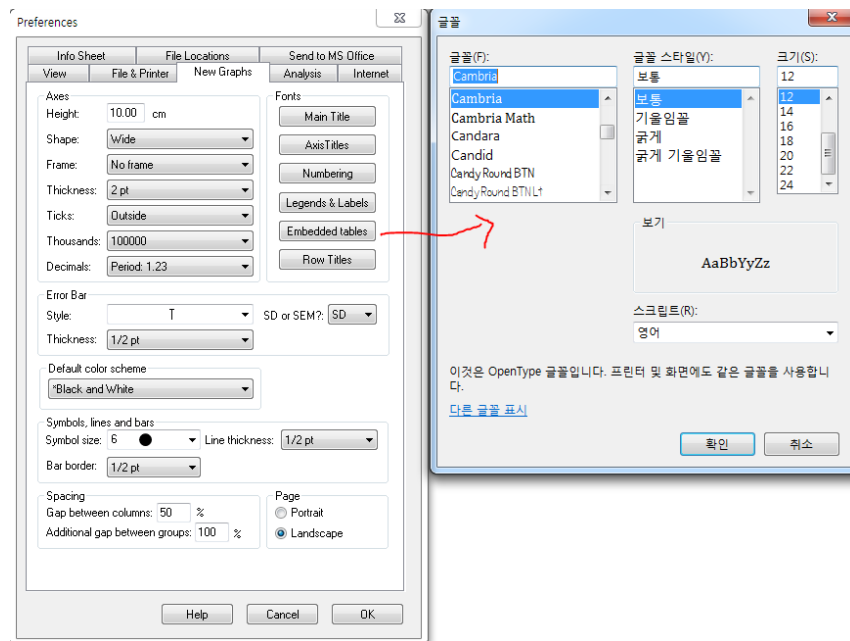 Preferences
Info Sheet File Locations Send to MS Office
View File & Printer New Graphs Analysis Internet
Axes
Height: 10.00 cm
Shape: Wide
Frame: No frame
Thickness: 2 pt
Ticks: Outside
Thousands: 100000
Decimals: Period: 1.23
Fonts
Main Title
AxisTitles
Numbering
Legends & Labels
Embedded tables
Row Titles
Error Bar
Style: T SD or SEM?: SD
Thickness: 1/2 pt
Default color scheme
*Black and White
Symbols, lines and bars
Symbol size: 6 Line thickness: 1/2 pt
Bar border: 1/2 pt
Spacing
Gap between columns: 50 %
Additional gap between groups: 100 %
Page
Portrait
Landscape
Help Cancel OK
글꼴
글꼴(F):
Cambria
Cambria
Cambria Math
Candara
Candid
Candy Round BTN
Candy Round BTN Lt
글꼴 스타일(Y):
보통
보통
기울임꼴
굵게
굵게 기울임꼴
크기(S):
12
12
14
16
18
20
22
24
보기
AaBbYyZz
스크립트(R):
영어
이것은 OpenType 글꼴입니다. 프린터 및 화면에도 같은 글꼴을 사용합니
다.
다른 글꼴 표시
확인 취소